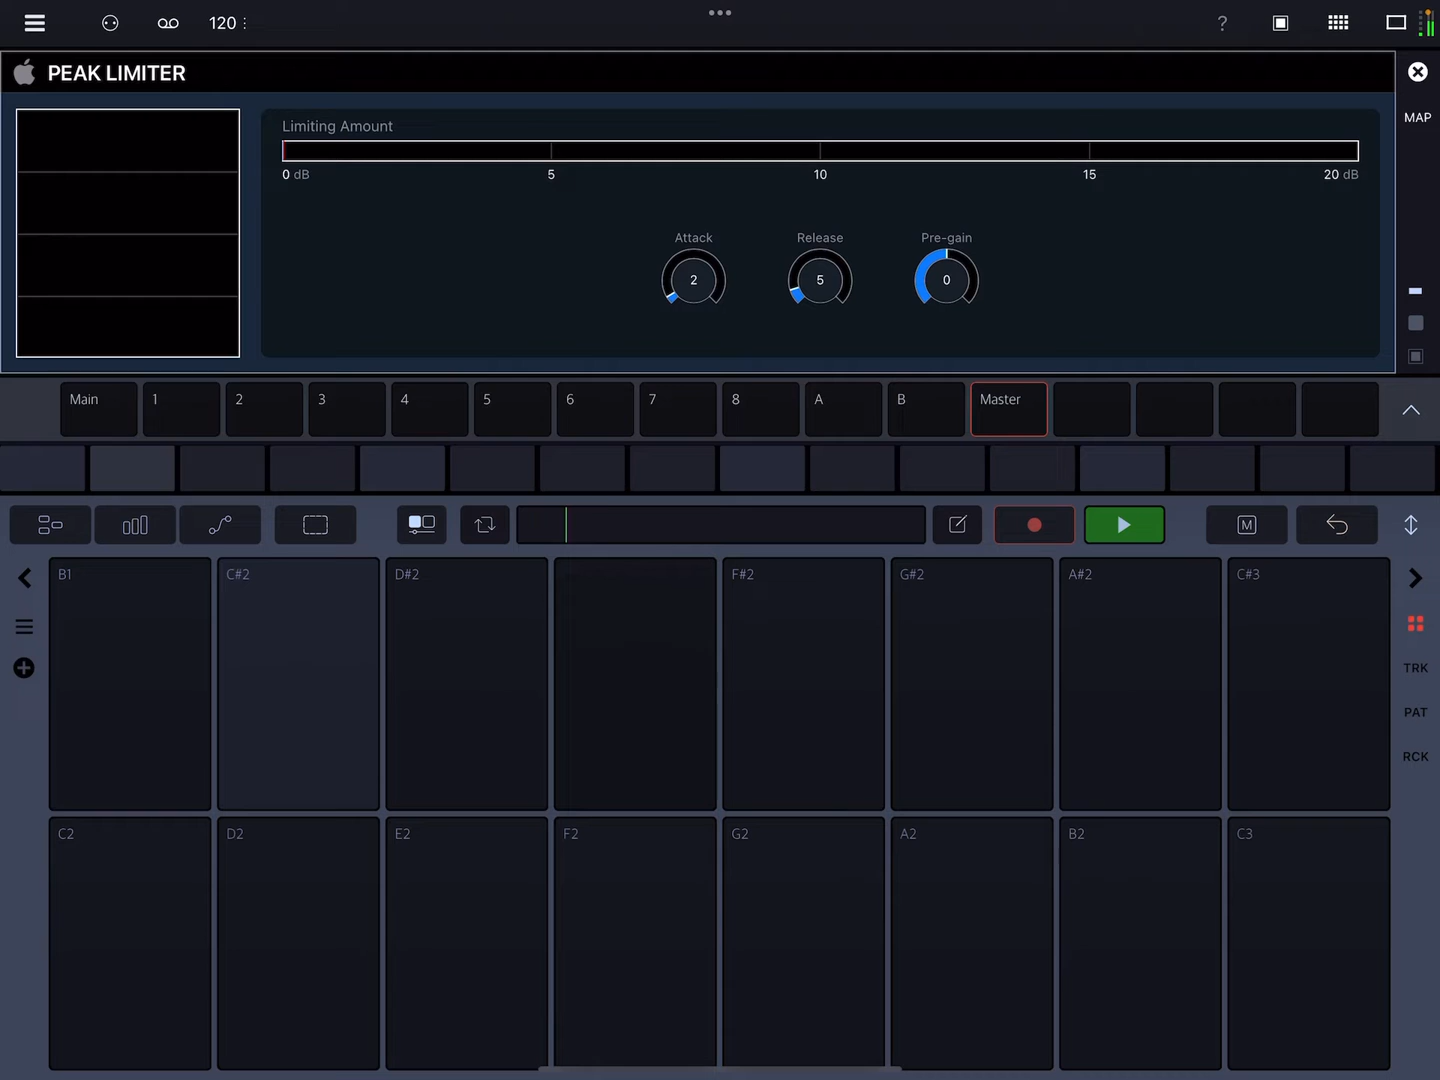 120
?
PEAK LIMITER
MAP
Limiting Amount
0 dB 5 10 15 20 dB
Attack Release Pre-gain
2 5 0
Main 1 2 3 4 5 6 7 8 A B Master
M
B1 C#2 D#2 F#2 G#2 A#2 C#3
TRK
PAT
RCK
C2 D2 E2 F2 G2 A2 B2 C3